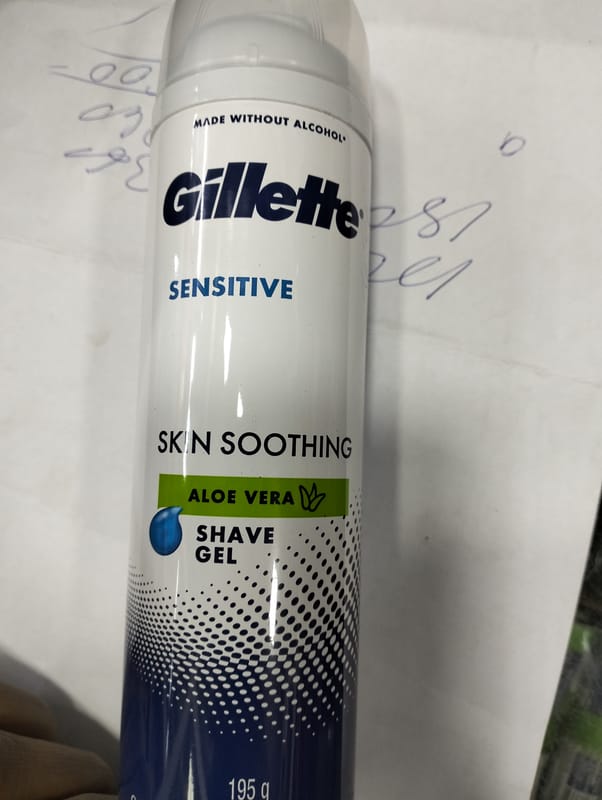 MADE WITHOUT ALCOHOL*
Gillette®
SENSITIVE
SKIN SOOTHING
ALOE VERA
SHAVE
GEL
195 g